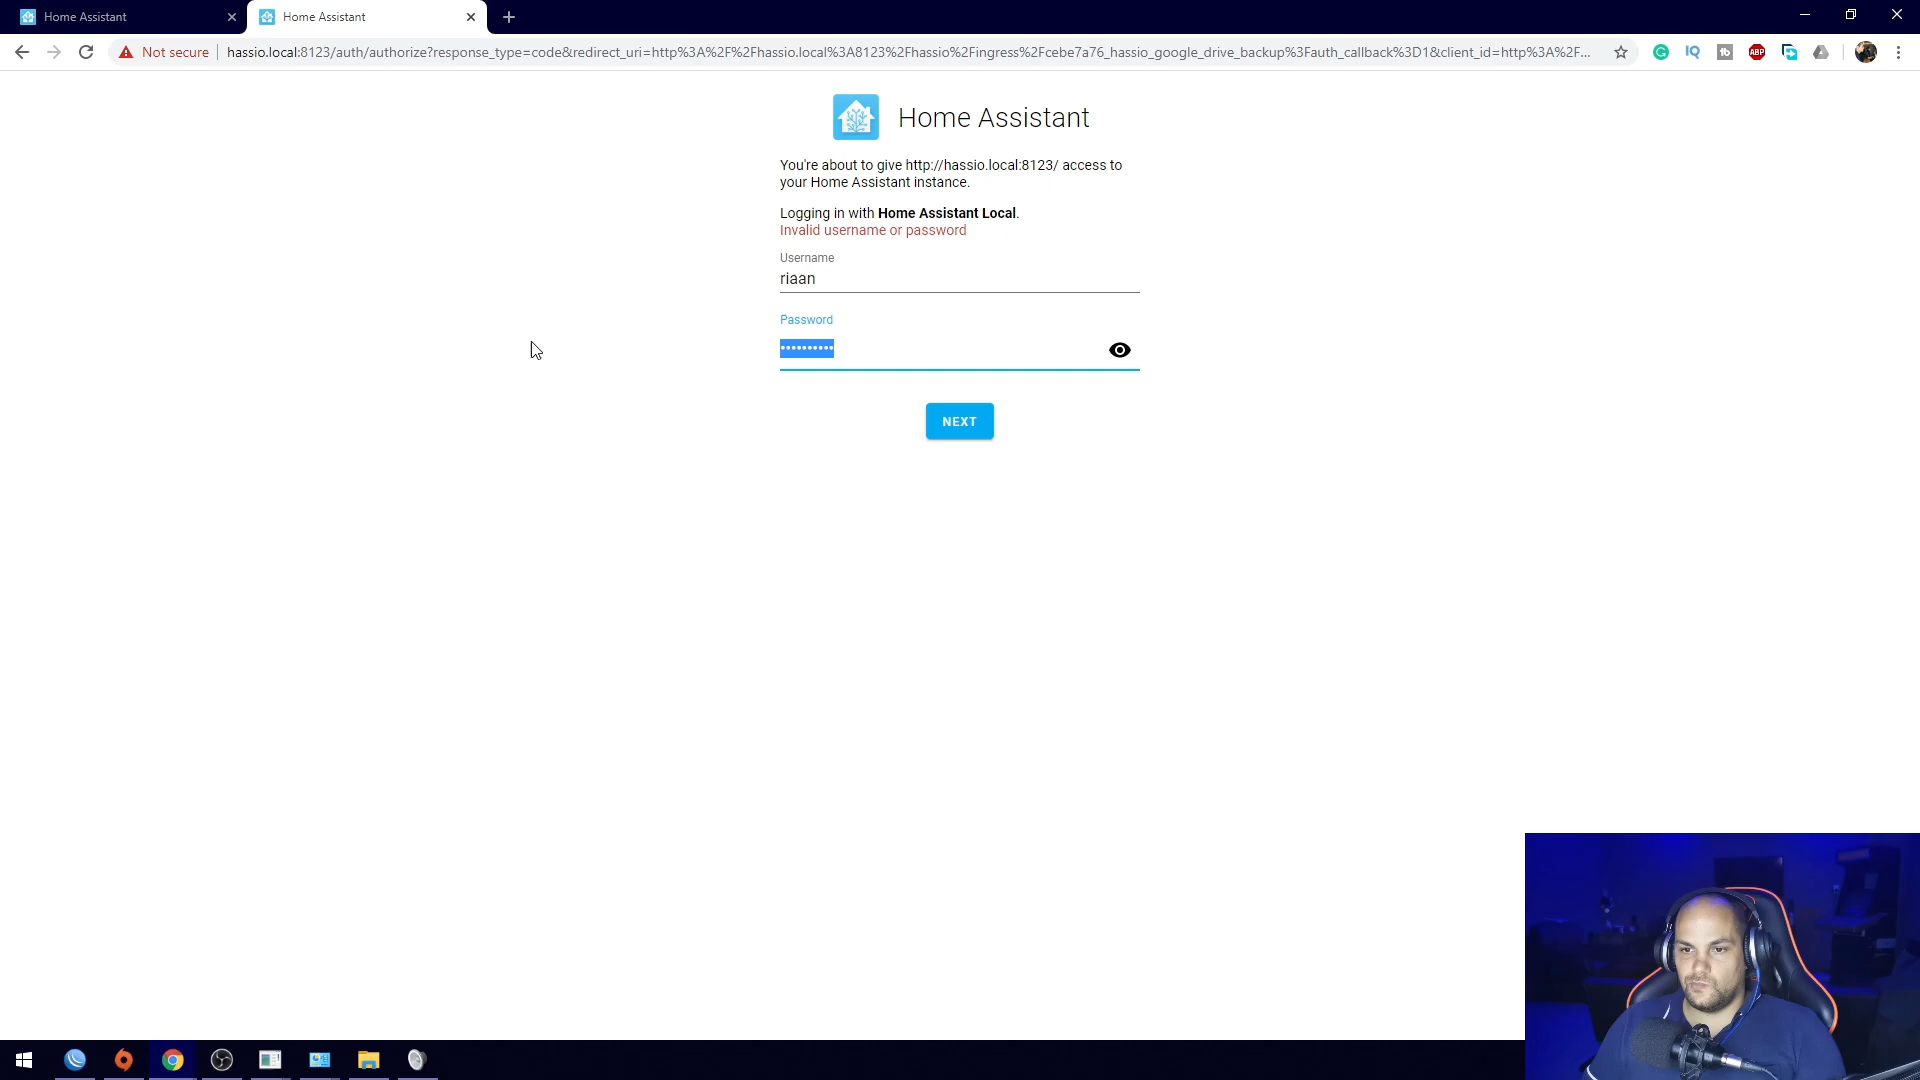 Home Assistant
Home Assistant
Not secure
hassio.local:8123/auth/authorize?response_type=code&redirect_uri=http%3A%2F%2Fhassio.local%3A8123%2Fhassio%2Fingress%2Fcebe7a76_hassio_google_drive_backup%3Fauth_callback%3D1&client_id=http%3A%2F...
IQ
tb
ABP
Home Assistant
You're about to give http://hassio.local:8123/ access to
your Home Assistant instance.
Logging in with Home Assistant Local.
Invalid username or password
Username
riaan
Password
NEXT